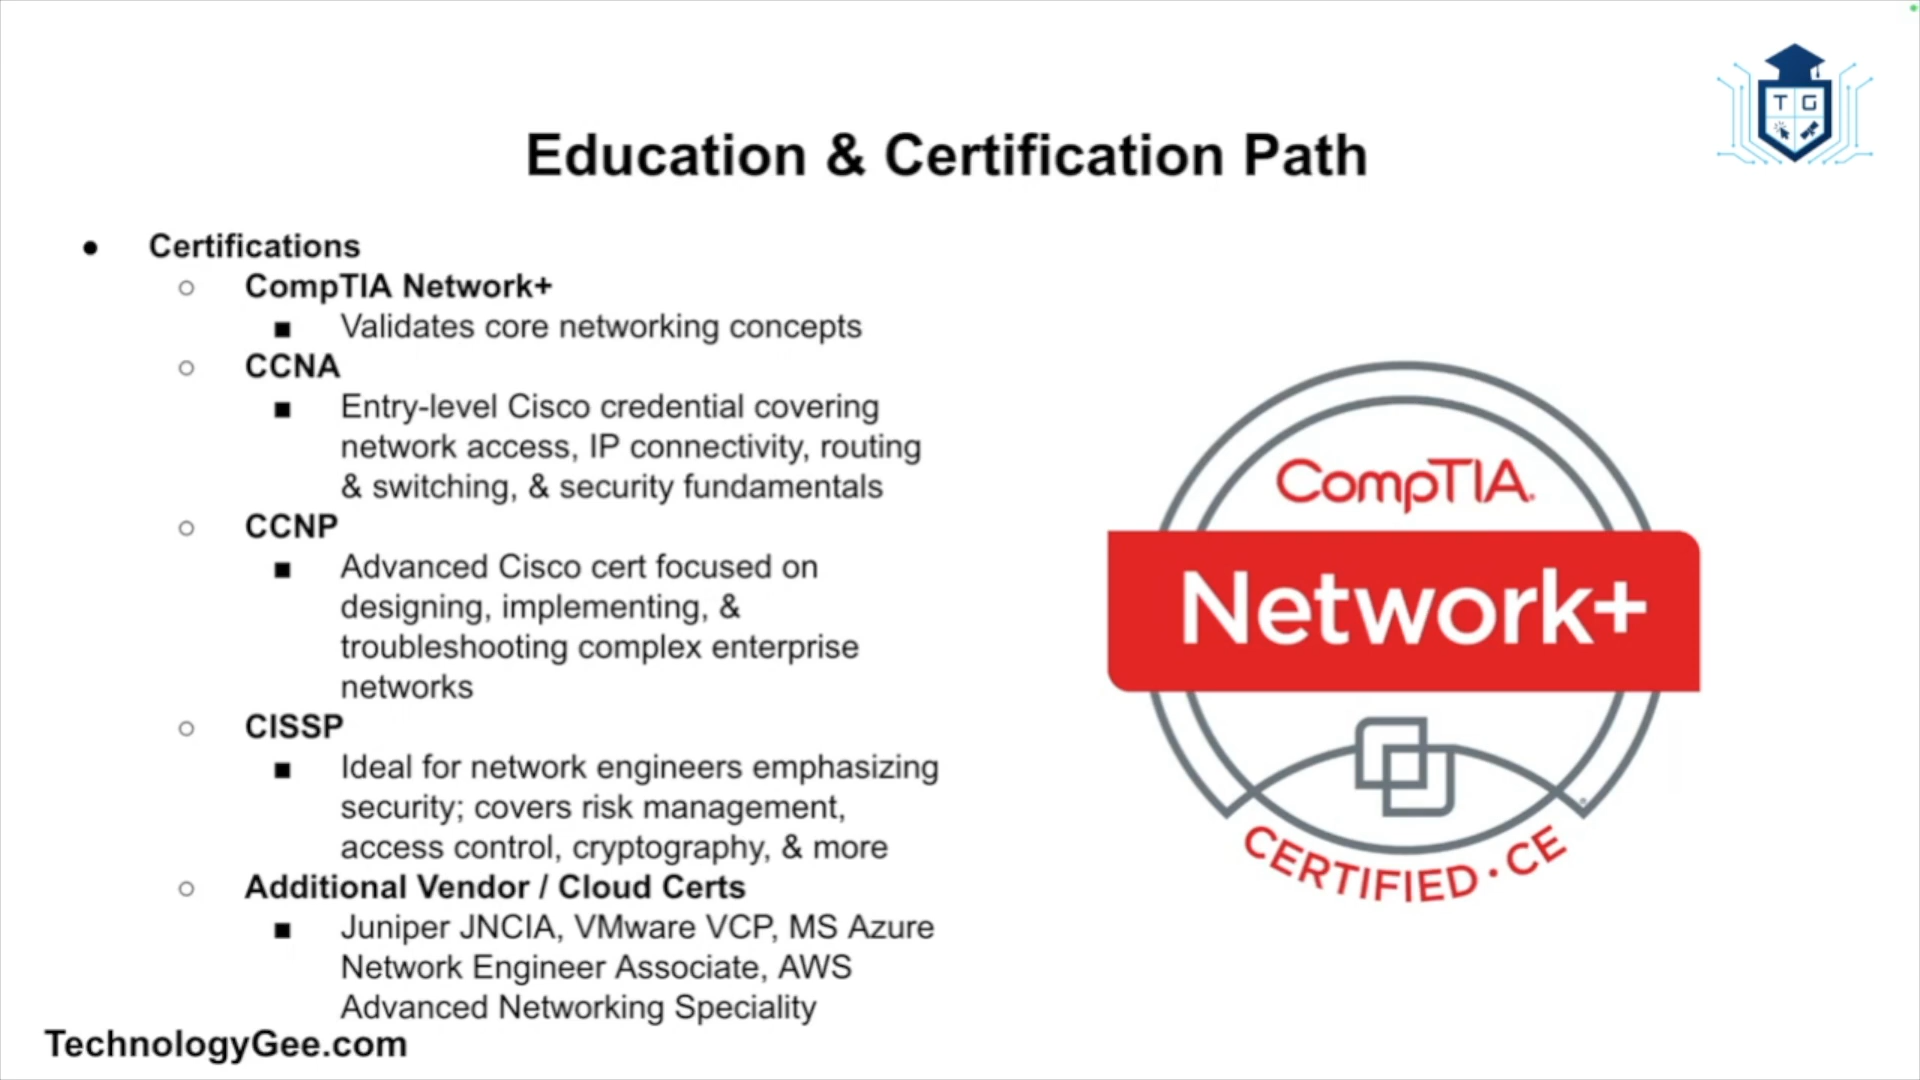 T G
Education & Certification Path
● Certifications
○ CompTIA Network+
■ Validates core networking concepts
○ CCNA
■ Entry-level Cisco credential covering
network access, IP connectivity, routing
& switching, & security fundamentals
○ CCNP
■ Advanced Cisco cert focused on
designing, implementing, &
troubleshooting complex enterprise
networks
○ CISSP
■ Ideal for network engineers emphasizing
security; covers risk management,
access control, cryptography, & more
○ Additional Vendor / Cloud Certs
■ Juniper JNCIA, VMware VCP, MS Azure
Network Engineer Associate, AWS
Advanced Networking Speciality
CompTIA.
Network+
CERTIFIED · CE
TechnologyGee.com